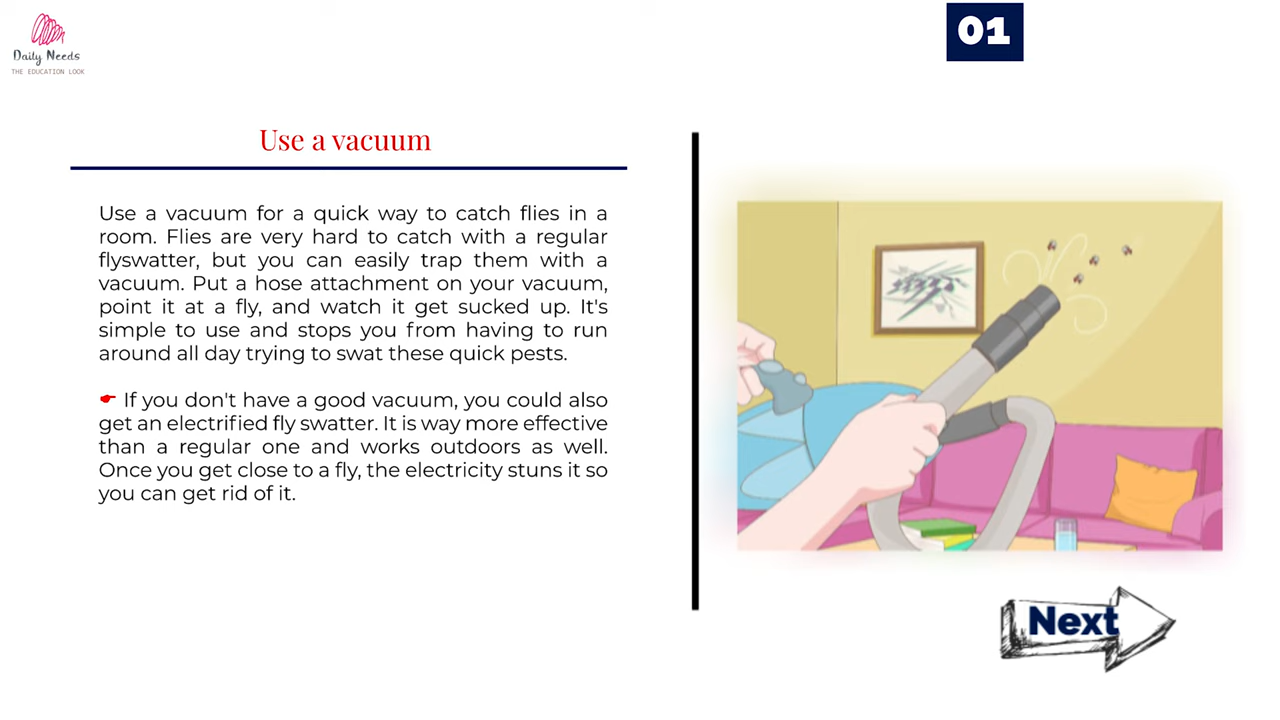 Daily Needs
THE EDUCATION LOOK
01
Use a vacuum
Use a vacuum for a quick way to catch flies in a
room. Flies are very hard to catch with a regular
flyswatter, but you can easily trap them with a
vacuum. Put a hose attachment on your vacuum,
point it at a fly, and watch it get sucked up. It's
simple to use and stops you from having to run
around all day trying to swat these quick pests.
☛ If you don't have a good vacuum, you could also
get an electrified fly swatter. It is way more effective
than a regular one and works outdoors as well.
Once you get close to a fly, the electricity stuns it so
you can get rid of it.
Next